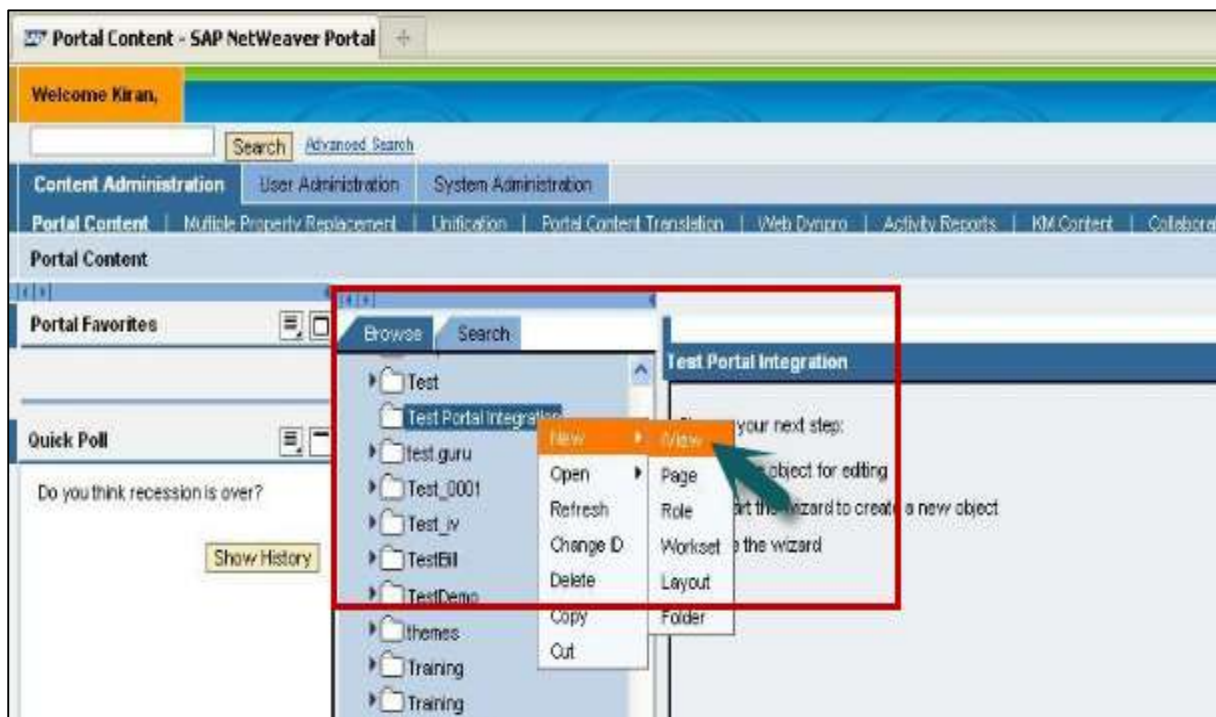 Portal Content - SAP NetWeaver Portal
Welcome Kiran,
Search Advanced Search
Content Administration User Administration System Administration
Portal Content | Multiple Property Replacement | Unification | Portal Content Translation | Web Dynpro | Activity Reports | KM Content |
Portal Content
Portal Favorites
Browse Search
Test
Test Portal Integration
Test Portal Integration
Quick Poll
Do you think recession is over?
Show History
test.guru
Test_0001
Test_iv
TestBill
TestDemo
themes
Training
Training
New
Open
Refresh
Change ID
Delete
Copy
Cut
iView
Page
Role
Workset
Layout
Folder
your next step:
object for editing
the wizard to create a new object
the wizard